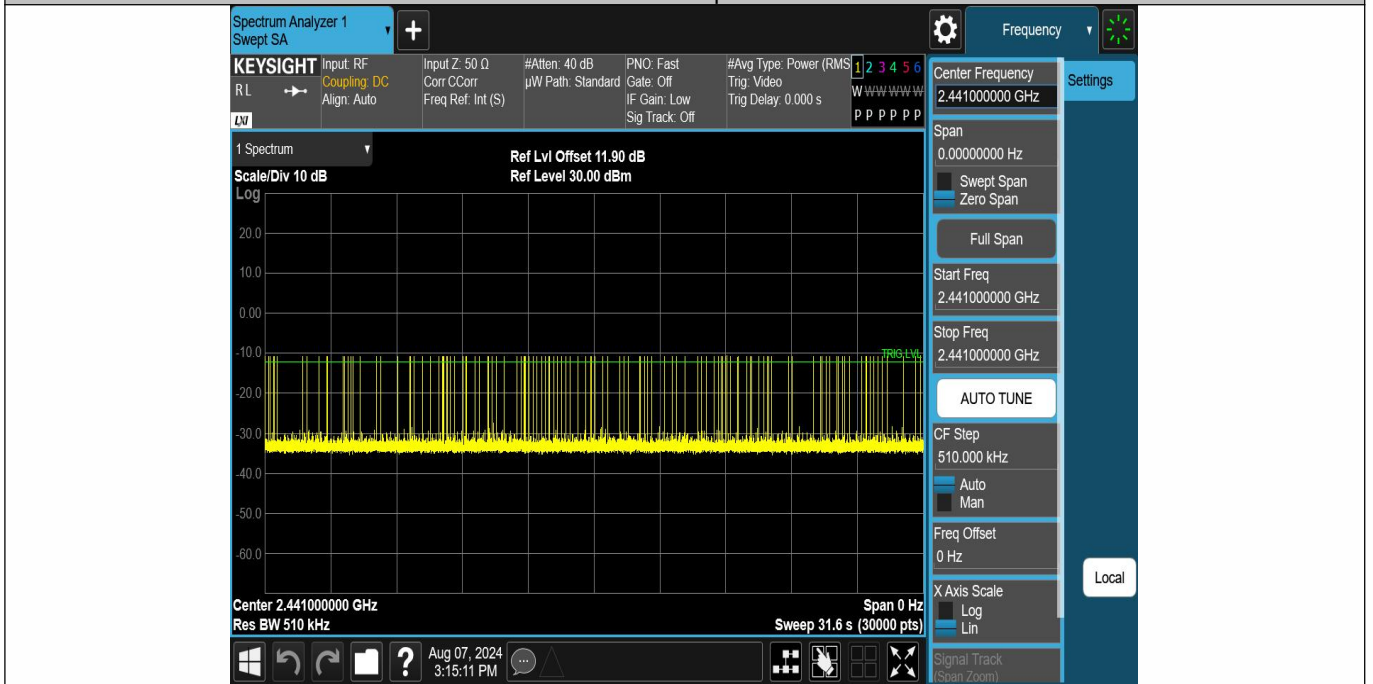 Spectrum Analyzer 1
Swept SA
+
Frequency
KEYSIGHT
RL
LXI
Input: RF
Coupling: DC
Align: Auto
Input Z: 50 Ω
Corr CCorr
Freq Ref: Int (S)
#Atten: 40 dB
µW Path: Standard
PNO: Fast
Gate: Off
IF Gain: Low
Sig Track: Off
#Avg Type: Power (RMS
Trig: Video
Trig Delay: 0.000 s
1 2 3 4 5 6
W W W W W W
P P P P P P
1 Spectrum
Scale/Div 10 dB
Ref Lvl Offset 11.90 dB
Ref Level 30.00 dBm
Log
20.0
10.0
0.00
-10.0
-20.0
-30.0
-40.0
-50.0
-60.0
TRIG LVL
Center 2.441000000 GHz
Res BW 510 kHz
Span 0 Hz
Sweep 31.6 s (30000 pts)
Center Frequency
2.441000000 GHz
Settings
Span
0.00000000 Hz
Swept Span
Zero Span
Full Span
Start Freq
2.441000000 GHz
Stop Freq
2.441000000 GHz
AUTO TUNE
CF Step
510.000 kHz
Auto
Man
Freq Offset
0 Hz
X Axis Scale
Log
Lin
Signal Track
(Span Zoom)
Local
?
Aug 07, 2024
3:15:11 PM